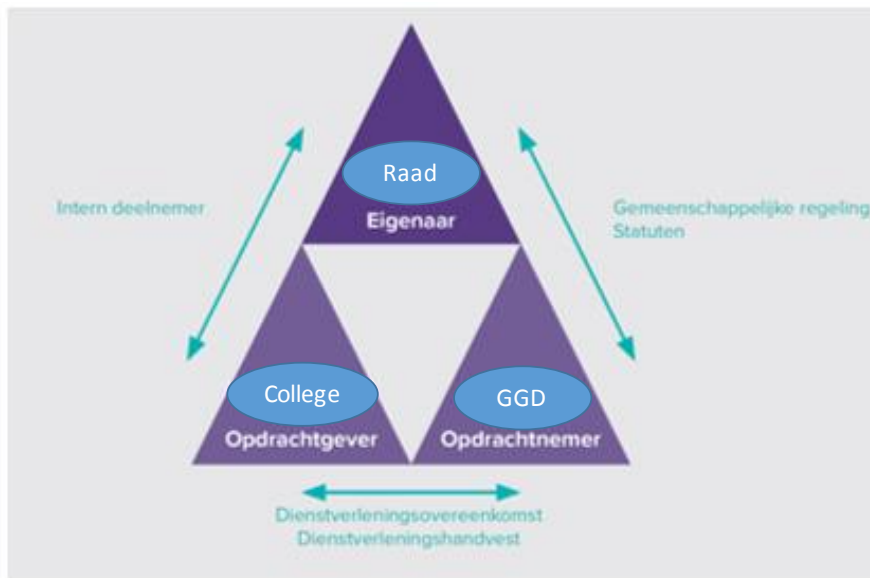 Raad
Eigenaar
Intern deelnemer
Gemeenschappelijke regeling
Statuten
College
Opdrachtgever
GGD
Opdrachtnemer
Dienstverleningsovereenkomst
Dienstverleningshandvest